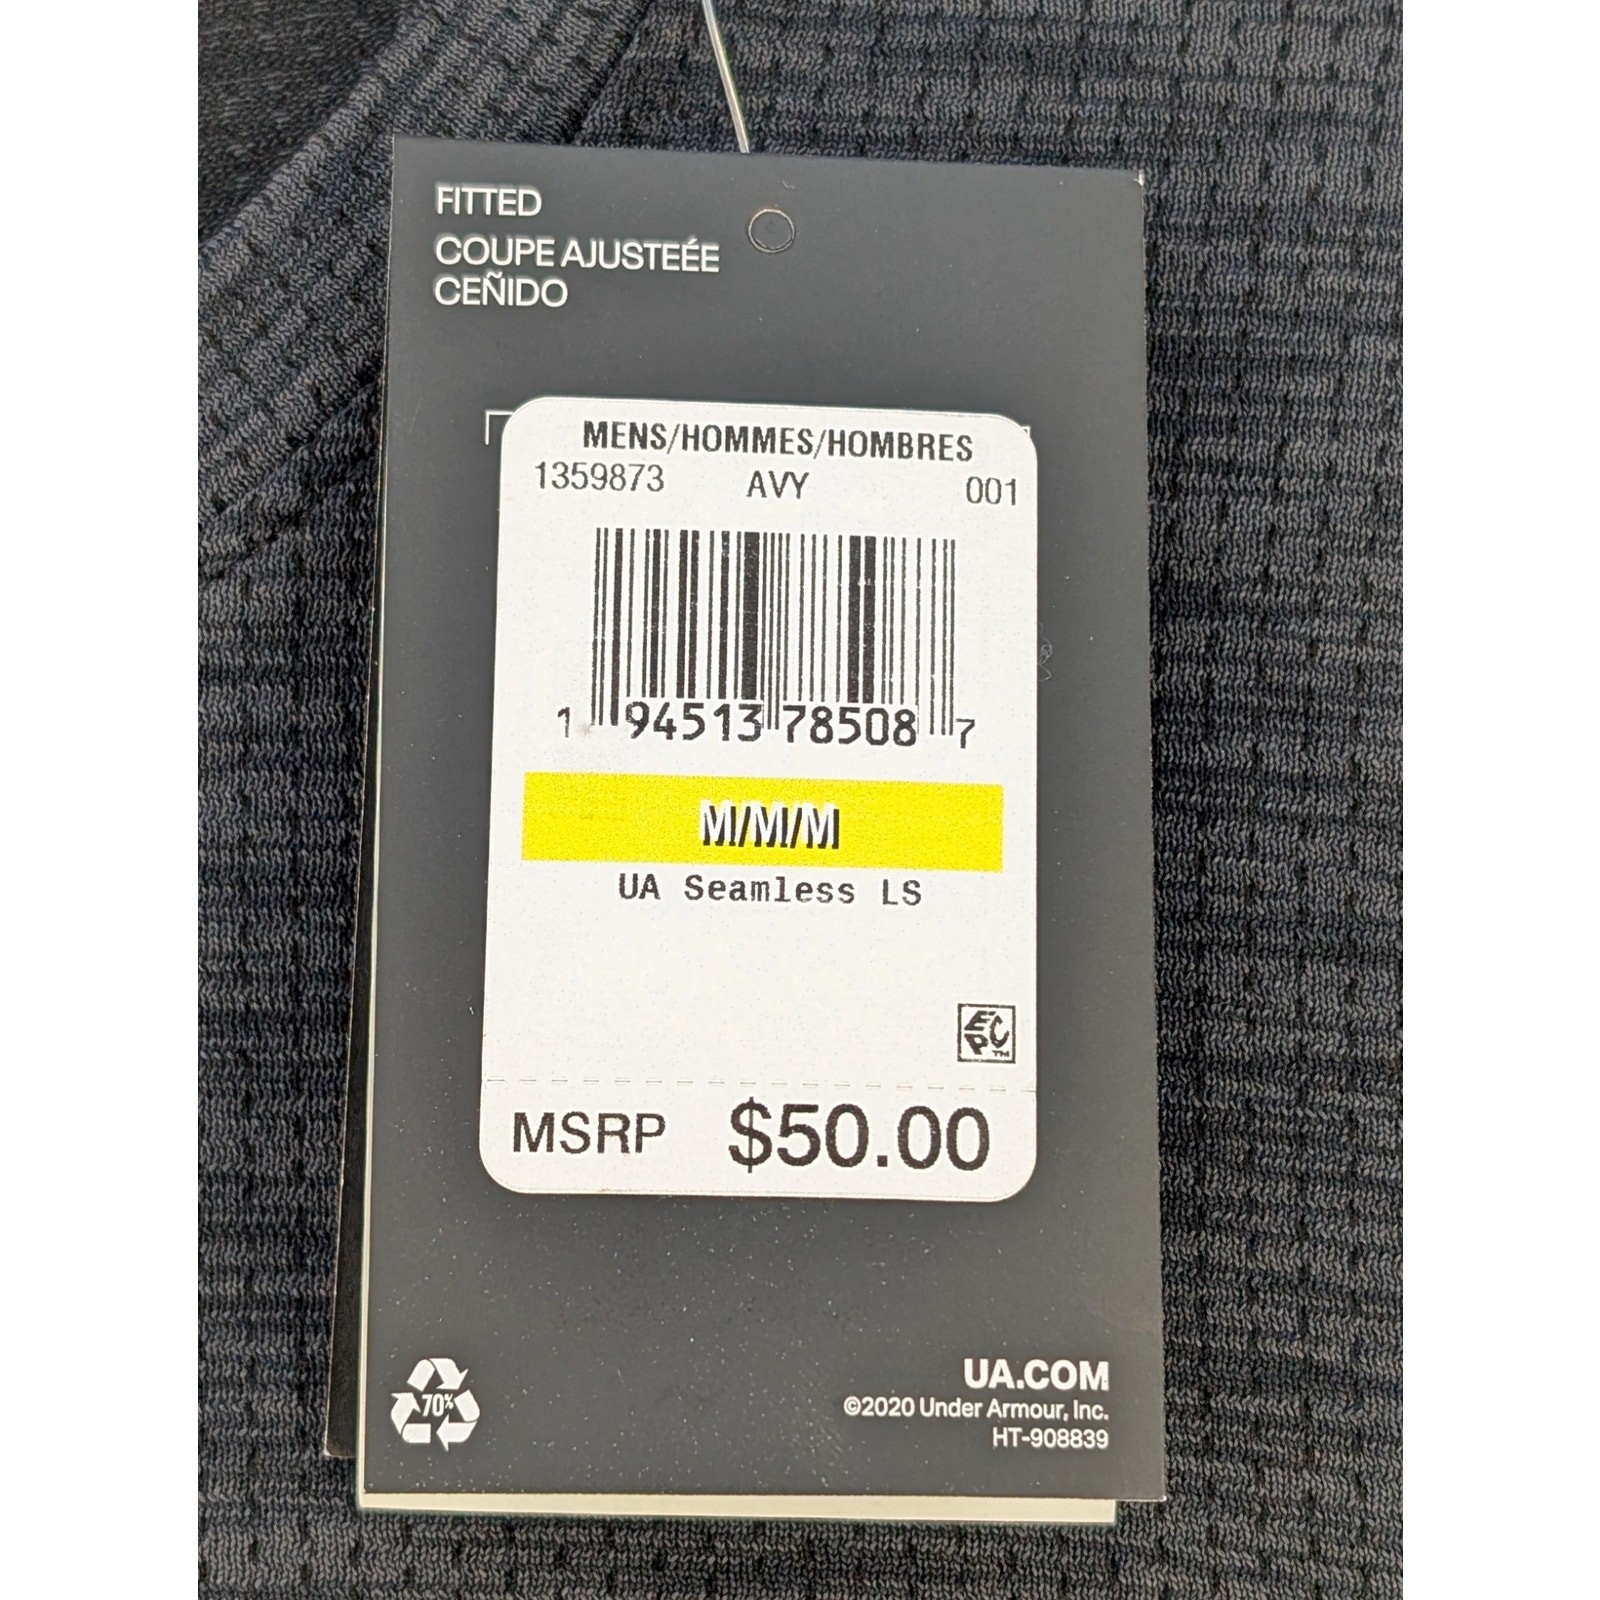 FITTED
COUPE AJUSTEÉE
CEÑIDO
MENS/HOMMES/HOMBRES
1359873 AVY 001
1 94513 78508 7
M/M/M
UA Seamless LS
ECP™
MSRP $50.00
70%
UA.COM
©2020 Under Armour, Inc.
HT-908839